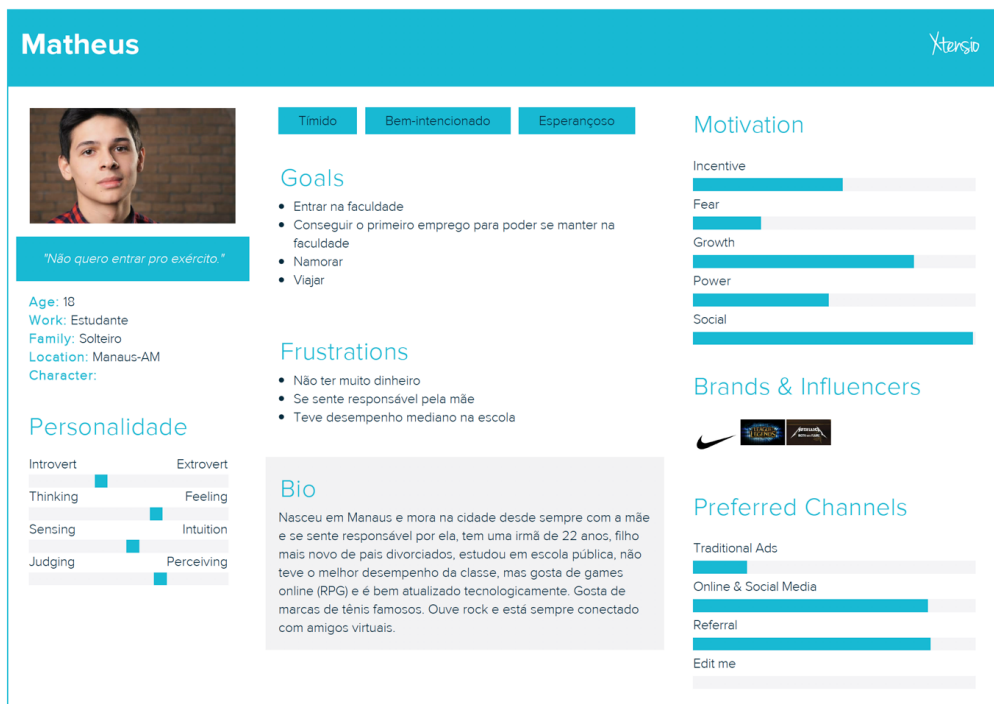 Matheus
Xtensio
"Não quero entrar pro exército."
Age: 18
Work: Estudante
Family: Solteiro
Location: Manaus-AM
Character:
Personalidade
Introvert Extrovert
Thinking Feeling
Sensing Intuition
Judging Perceiving
Tímido
Bem-intencionado
Esperançoso
Goals
Entrar na faculdade
Conseguir o primeiro emprego para poder se manter na
faculdade
Namorar
Viajar
Frustrations
Não ter muito dinheiro
Se sente responsável pela mãe
Teve desempenho mediano na escola
Bio
Nasceu em Manaus e mora na cidade desde sempre com a mãe
e se sente responsável por ela, tem uma irmã de 22 anos, filho
mais novo de pais divorciados, estudou em escola pública, não
teve o melhor desempenho da classe, mas gosta de games
online (RPG) e é bem atualizado tecnologicamente. Gosta de
marcas de tênis famosos. Ouve rock e está sempre conectado
com amigos virtuais.
Motivation
Incentive
Fear
Growth
Power
Social
Brands & Influencers
LEAGUE
LEGENDS
METALLICA
Preferred Channels
Traditional Ads
Online & Social Media
Referral
Edit me